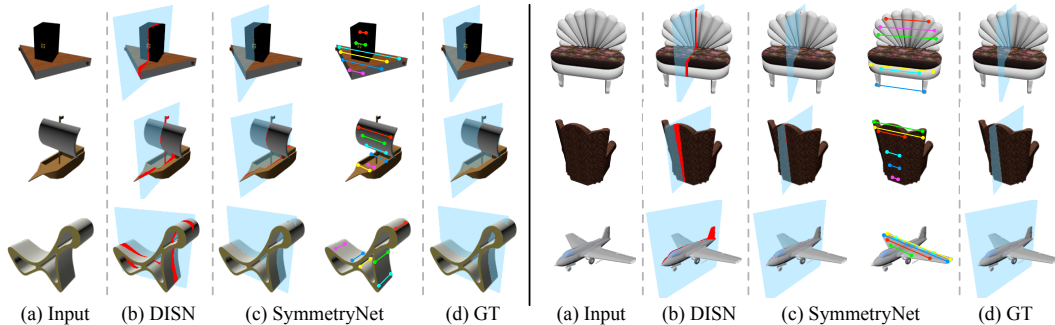 (a) Input (b) DISN (c) SymmetryNet (d) GT (a) Input (b) DISN (c) SymmetryNet (d) GT